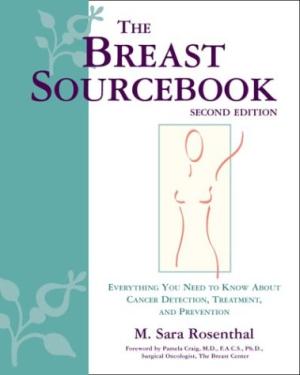 THE
BREAST
SOURCEBOOK
SECOND EDITION
EVERYTHING YOU NEED TO KNOW ABOUT
CANCER DETECTION, TREATMENT,
AND PREVENTION
M. Sara Rosenthal
Foreword by Pamela Craig, M.D., F.A.C.S., Ph.D.,
Surgical Oncologist, The Breast Center